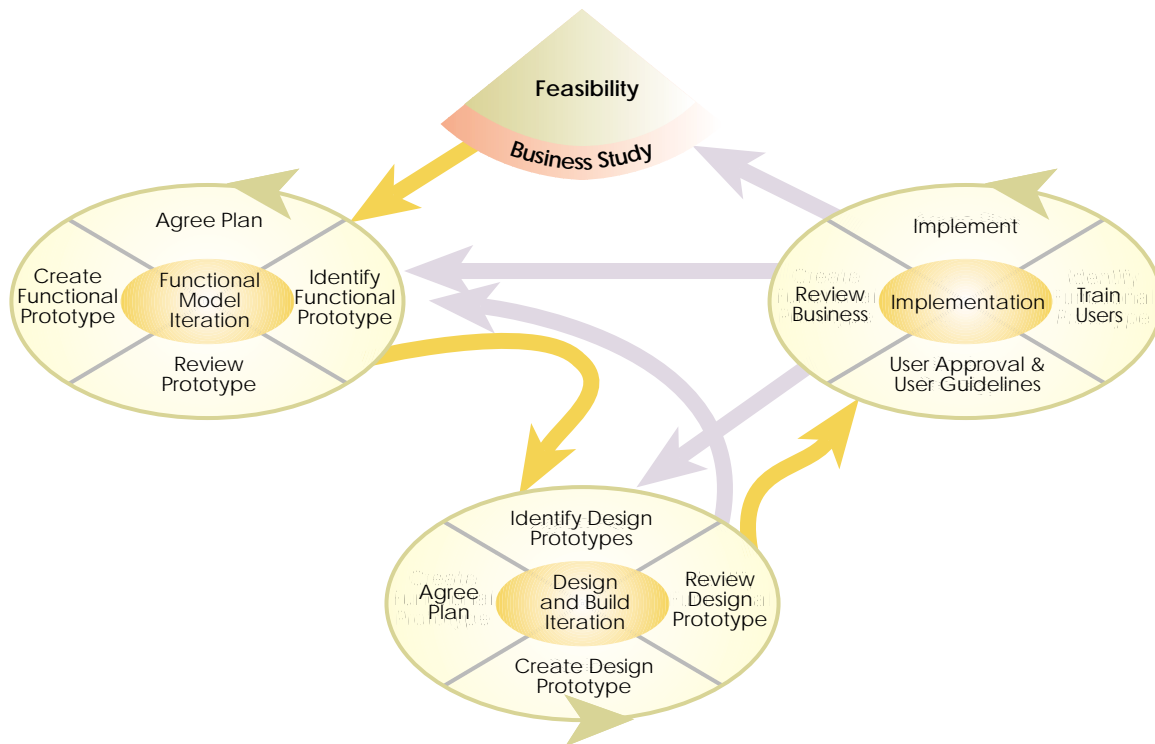 Feasibility
Business Study
Agree Plan
Create
Functional
Prototype
Functional
Model
Iteration
Identify
Functional
Prototype
Review
Prototype
Implement
Review
Business
Implementation
Train
Users
User Approval &
User Guidelines
Identify Design
Prototypes
Agree
Plan
Design
and Build
Iteration
Review
Design
Prototype
Create Design
Prototype